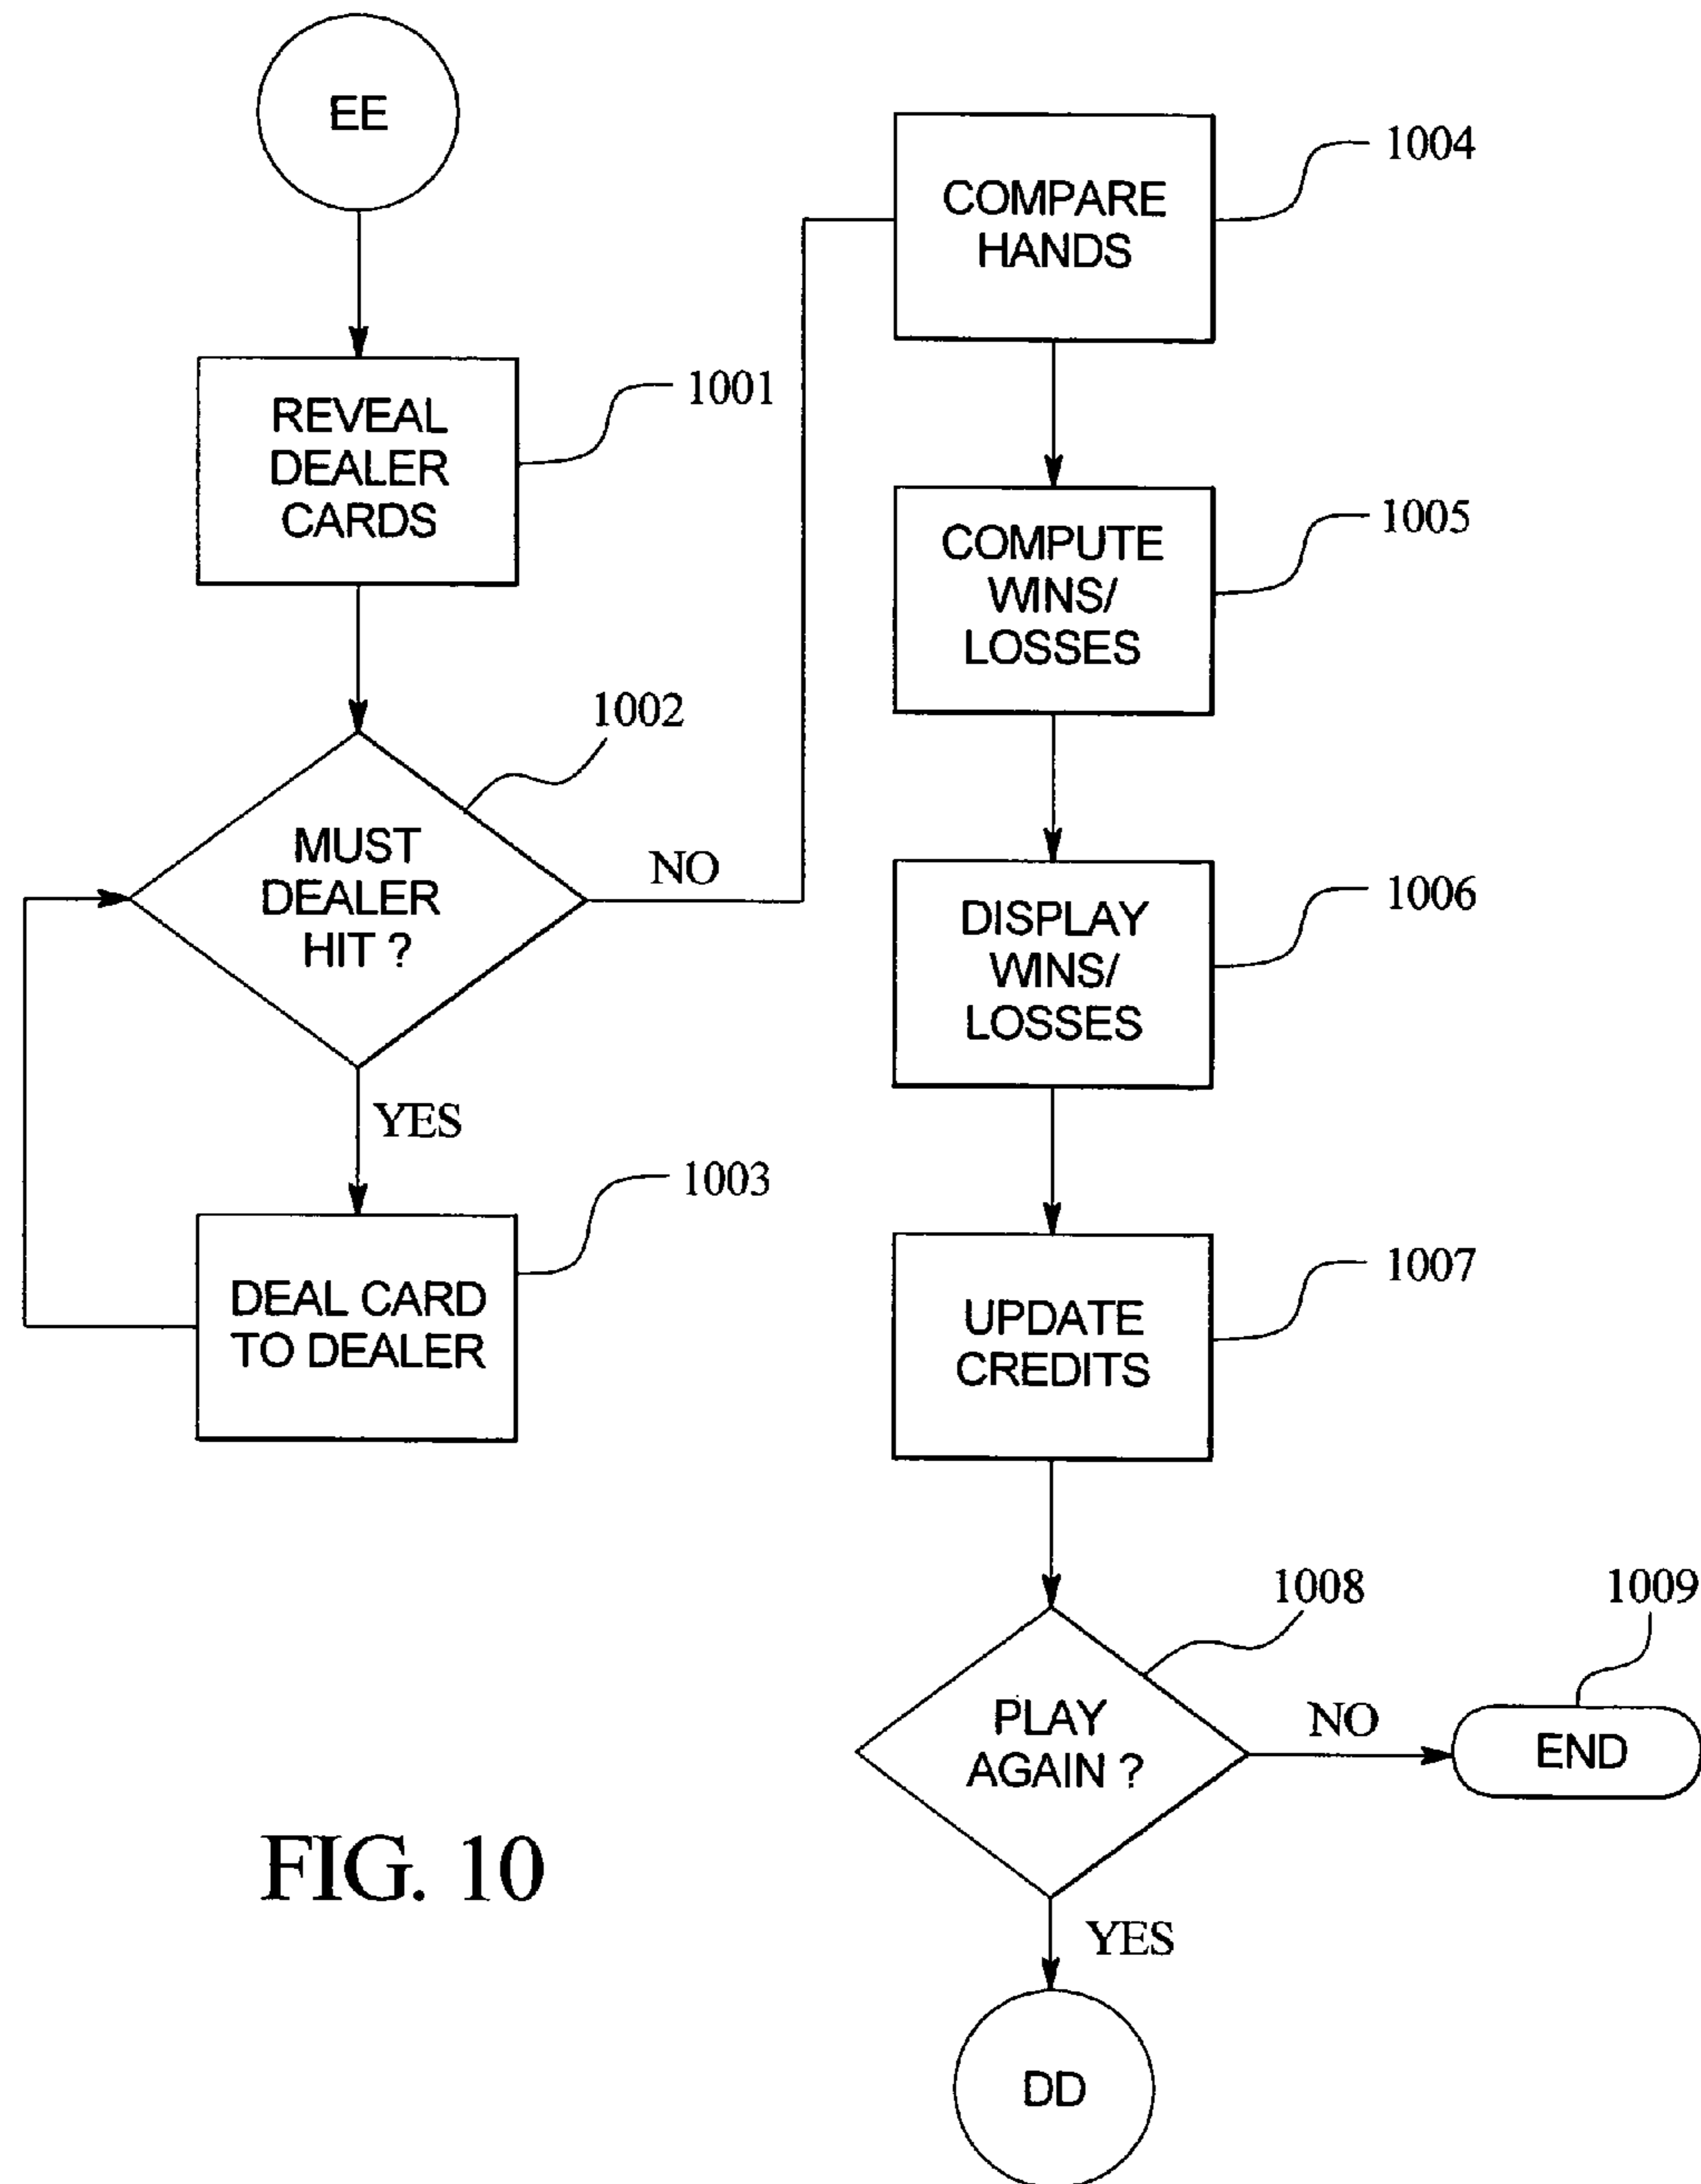 EE
REVEAL
DEALER
CARDS
1001
MUST
DEALER
HIT ?
1002
NO
YES
DEAL CARD
TO DEALER
1003
COMPARE
HANDS
1004
COMPUTE
WINS/
LOSSES
1005
DISPLAY
WINS/
LOSSES
1006
UPDATE
CREDITS
1007
PLAY
AGAIN ?
1008
NO
END
1009
YES
DD
FIG. 10